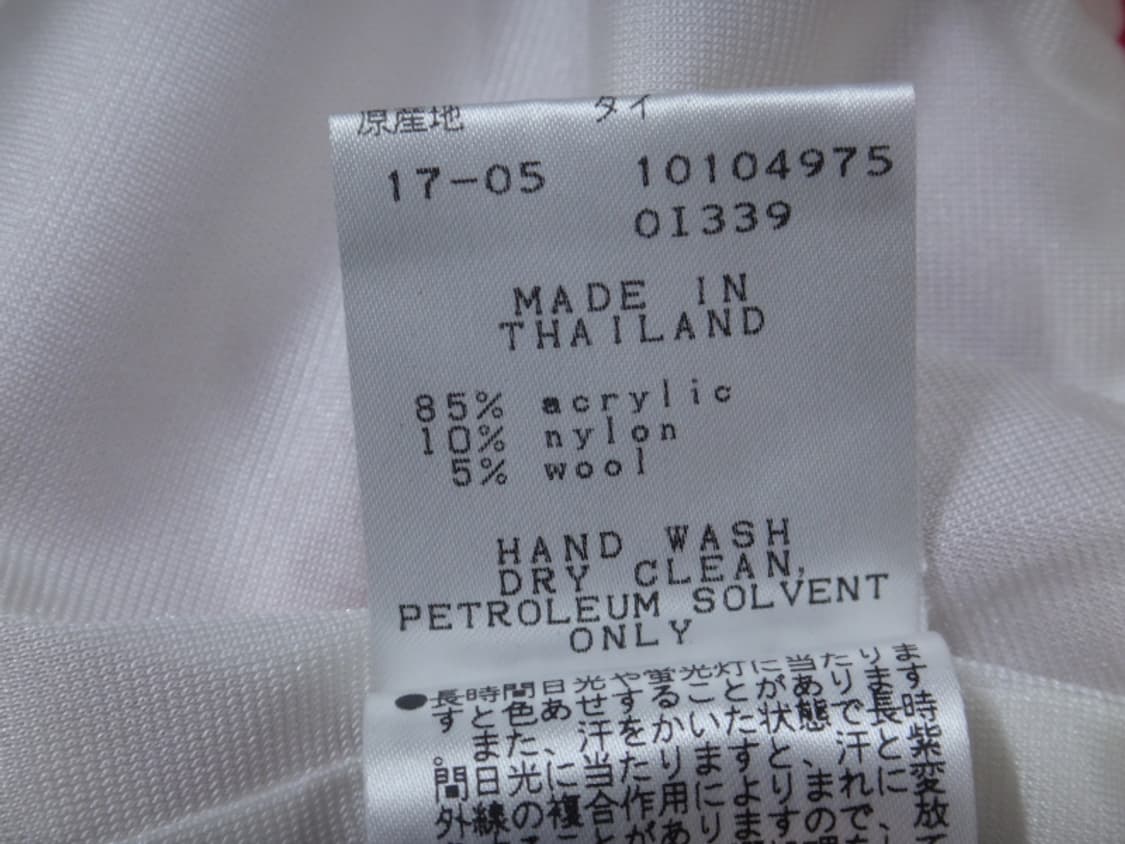 原産地 タイ
17-05 10104975
OI339
MADE IN
THAILAND
85% acrylic
10% nylon
5% wool
HAND WASH
DRY CLEAN,
PETROLEUM SOLVENT
ONLY
●長時間日光や蛍光灯に当たりま
すと色あせすることがあります
。また、汗をかいた状態で長時
間日光に当たりますと、汗と紫
外線の複合作用により、まれに変